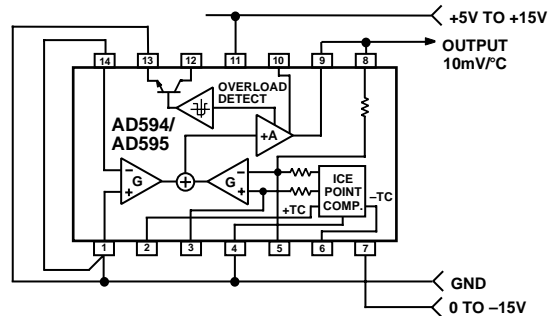 +5V TO +15V
OUTPUT
10mV/°C
14 13 12 11 10 9 8
OVERLOAD
DETECT
AD594/
AD595
+A
G
G
ICE
POINT
COMP.
+TC
–TC
1 2 3 4 5 6 7
GND
0 TO –15V